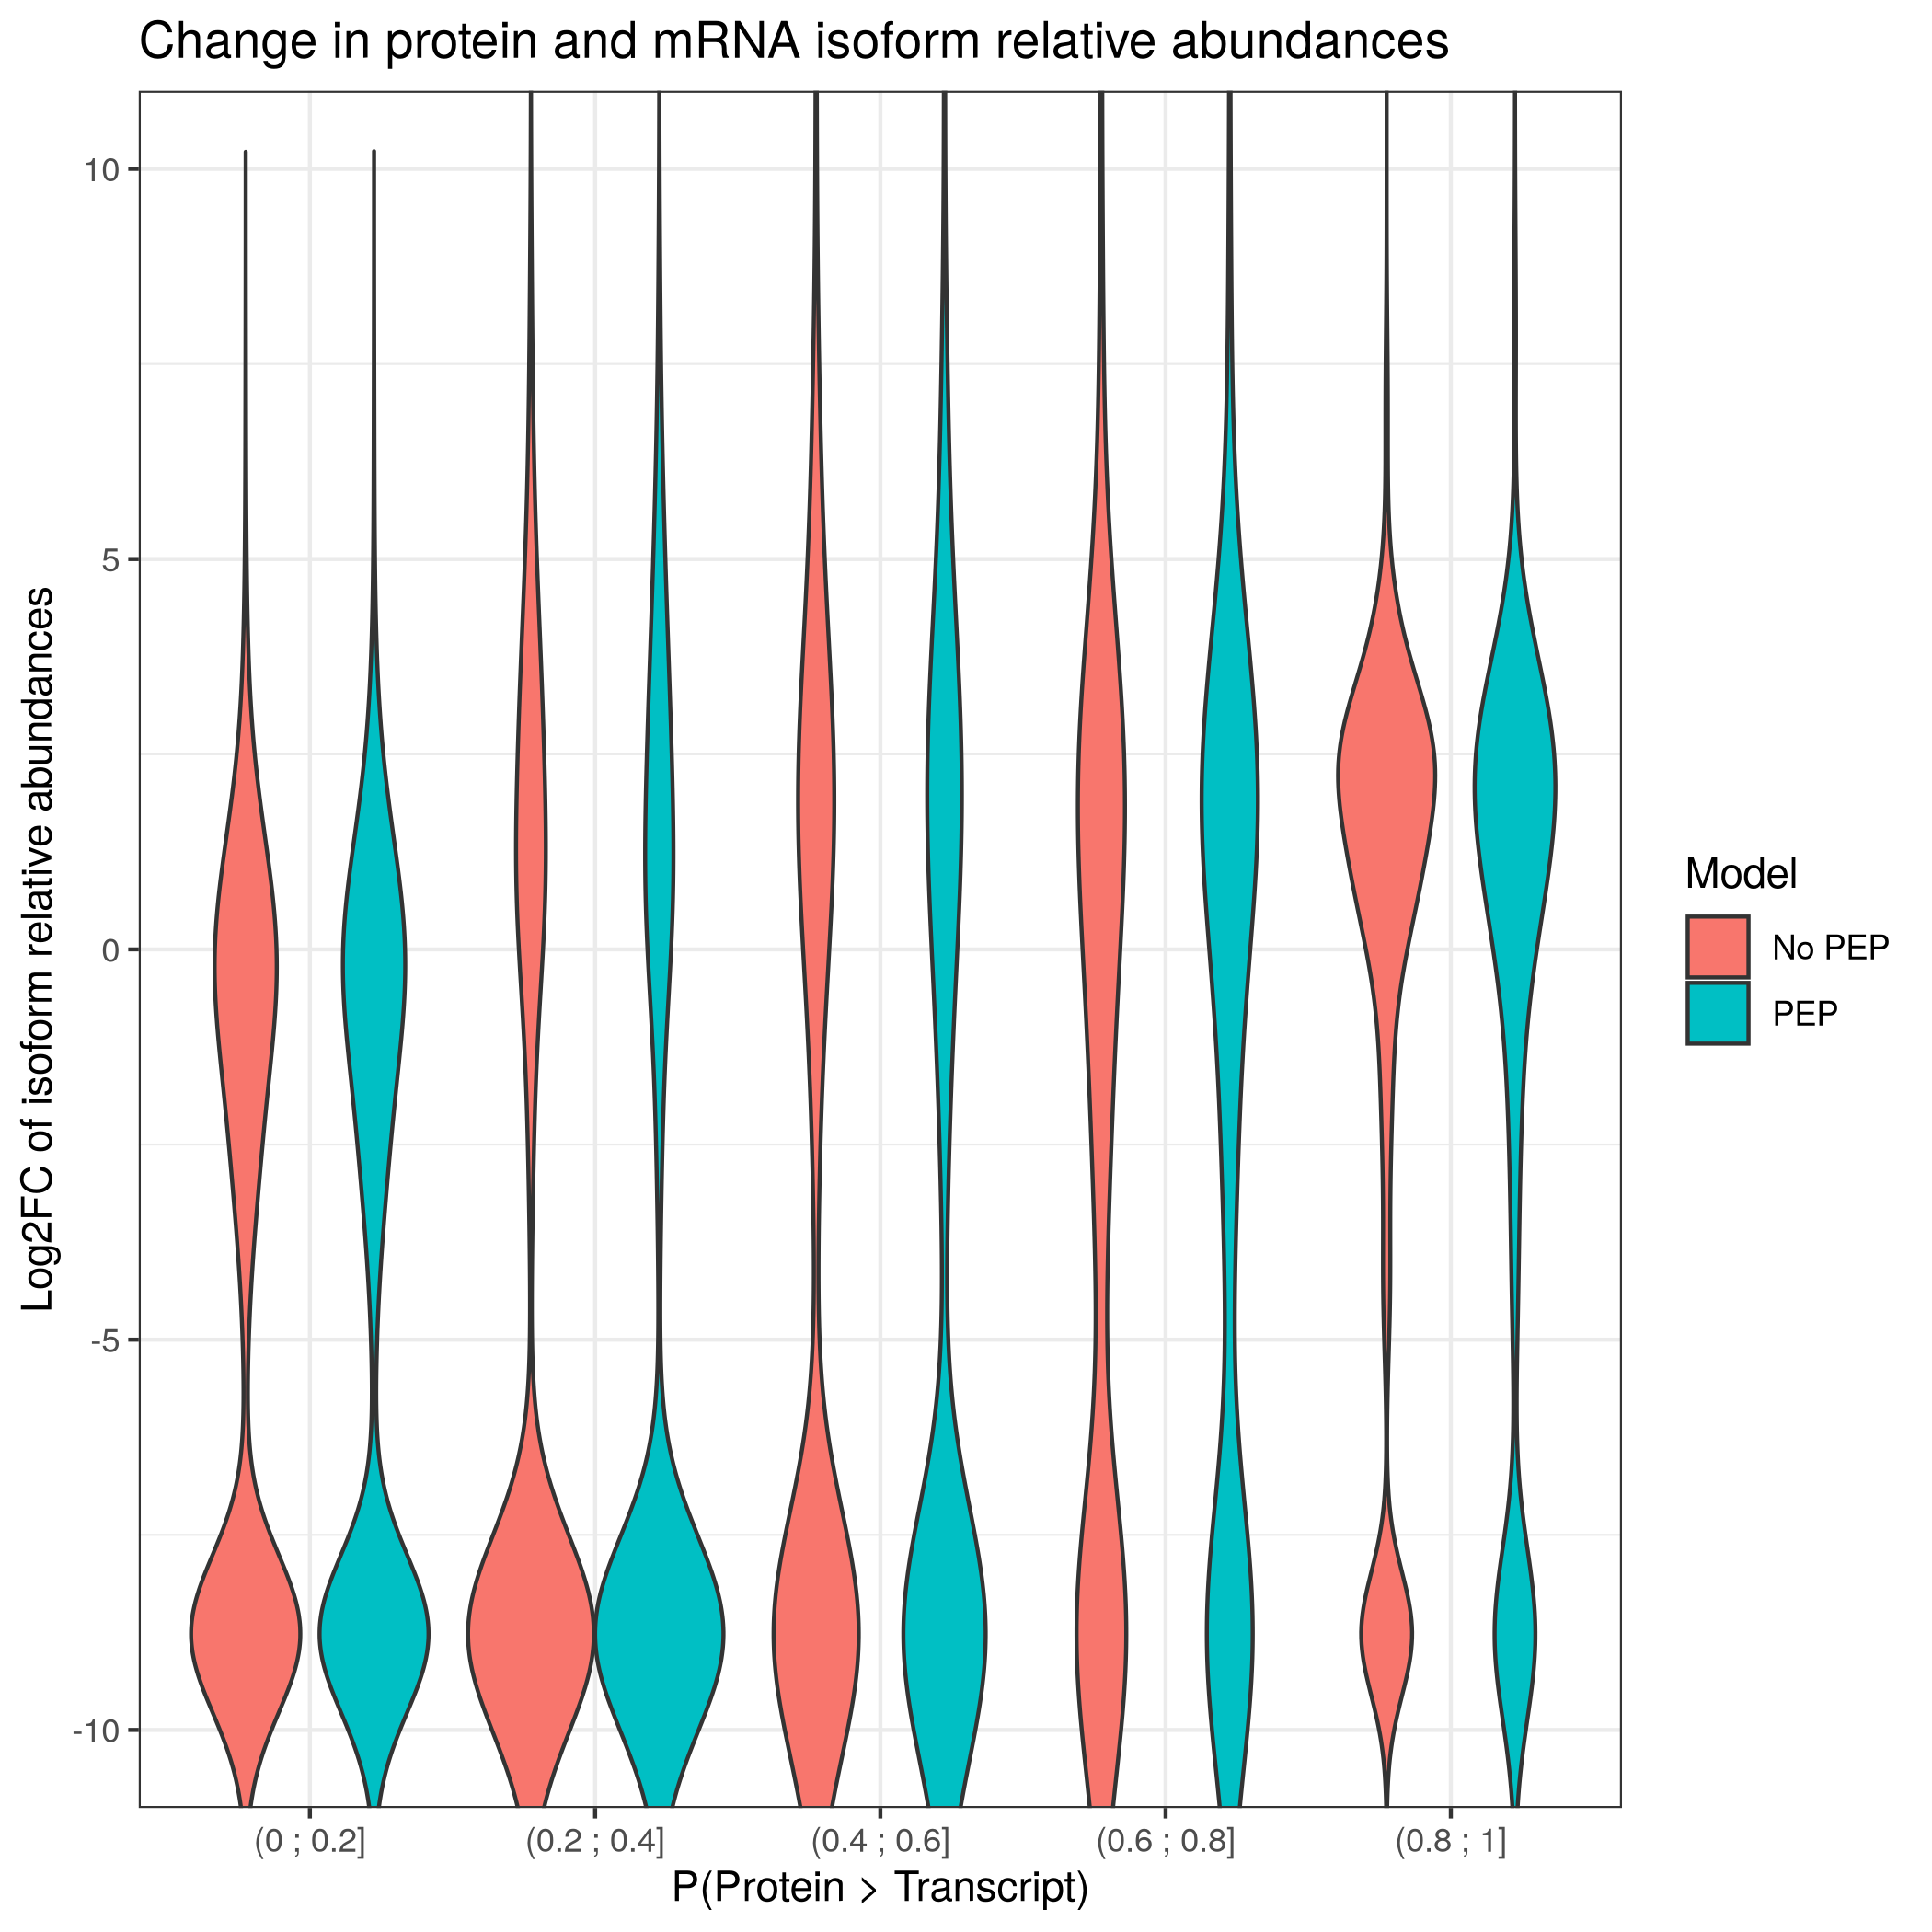 Change in protein and mRNA isoform relative abundances
Log2FC of isoform relative abundances
10
5
0
-5
-10
(0 ; 0.2]
(0.2 ; 0.4]
(0.4 ; 0.6]
(0.6 ; 0.8]
(0.8 ; 1]
P(Protein > Transcript)
Model
No PEP
PEP